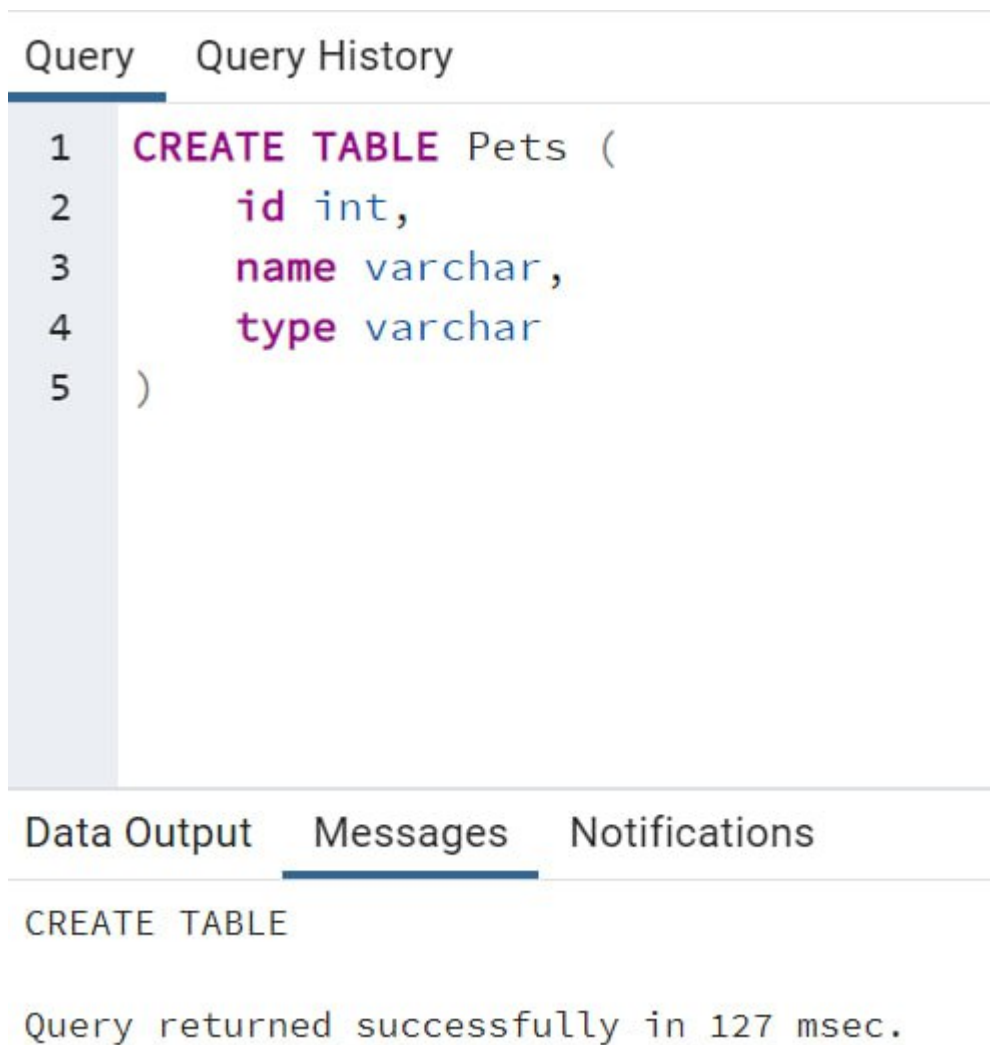 Query Query History
1 CREATE TABLE Pets (
2 id int,
3 name varchar,
4 type varchar
5 )
Data Output Messages Notifications
CREATE TABLE
Query returned successfully in 127 msec.